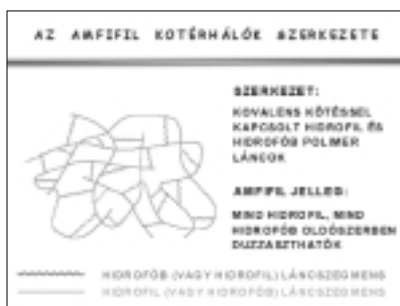 AZ AMFIFIL KOTÉRHÁLÓK SZERKEZETE
SZERKEZET:
KOVALENS KÖTÉSSEL
KAPCSOLT HIDROFIL ÉS
HIDROFÓB POLIMER
LÁNCOK
AMFIFIL JELLEG:
MIND HIDROFIL, MIND
HIDROFÓB OLDÓSZERBEN
DUZZASZTHATÓK
HIDROFÓB (VAGY HIDROFIL) LÁNCSZEGMENS
HIDROFIL (VAGY HIDROFÓB) LÁNCSZEGMENS